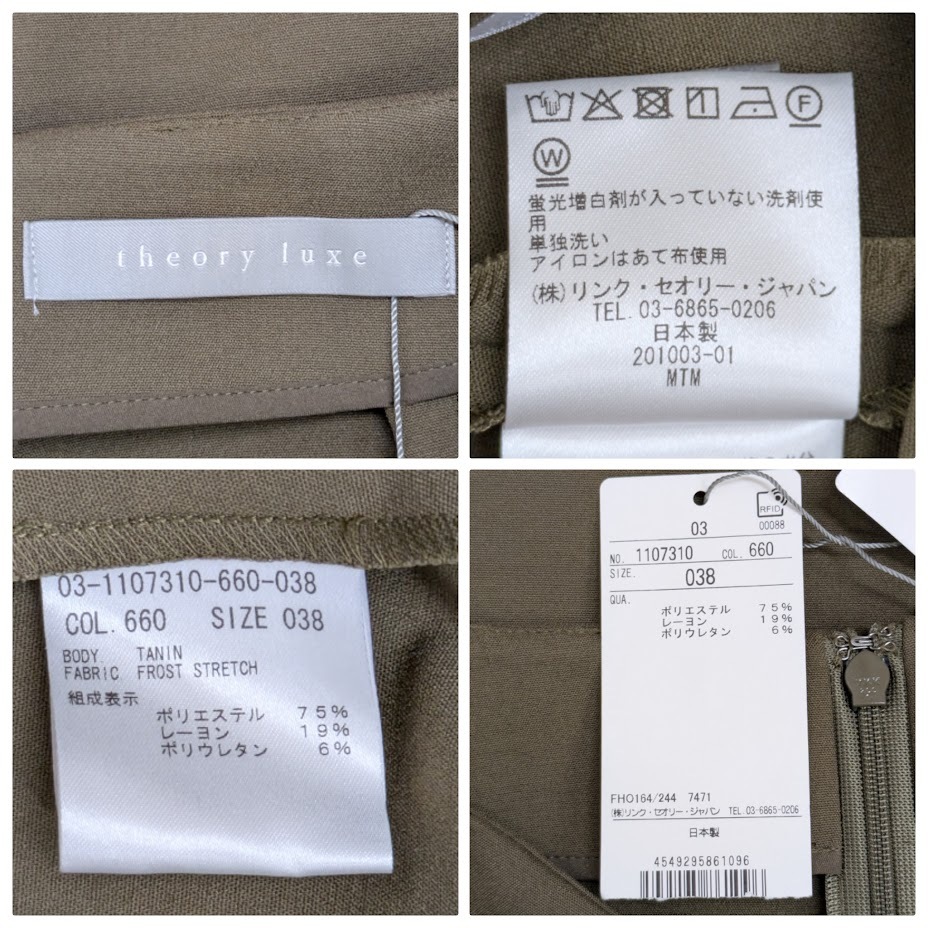 theory luxe
F
W
蛍光増白剤が入っていない洗剤使
用
単独洗い
アイロンはあて布使用
(株)リンク・セオリー・ジャパン
TEL.03-6865-0206
日本製
201003-01
MTM
03-1107310-660-038
COL. 660 SIZE 038
BODY. TANIN
FABRIC FROST STRETCH
組成表示
ポリエステル 75%
レーヨン 19%
ポリウレタン 6%
RFID
03 00088
NO. 1107310 COL. 660
SIZE. 038
QUA.
ポリエステル 75%
レーヨン 19%
ポリウレタン 6%
FHO164/244 7471
(株)リンク・セオリー・ジャパン TEL.03-6865-0206
日本製
4549295861096